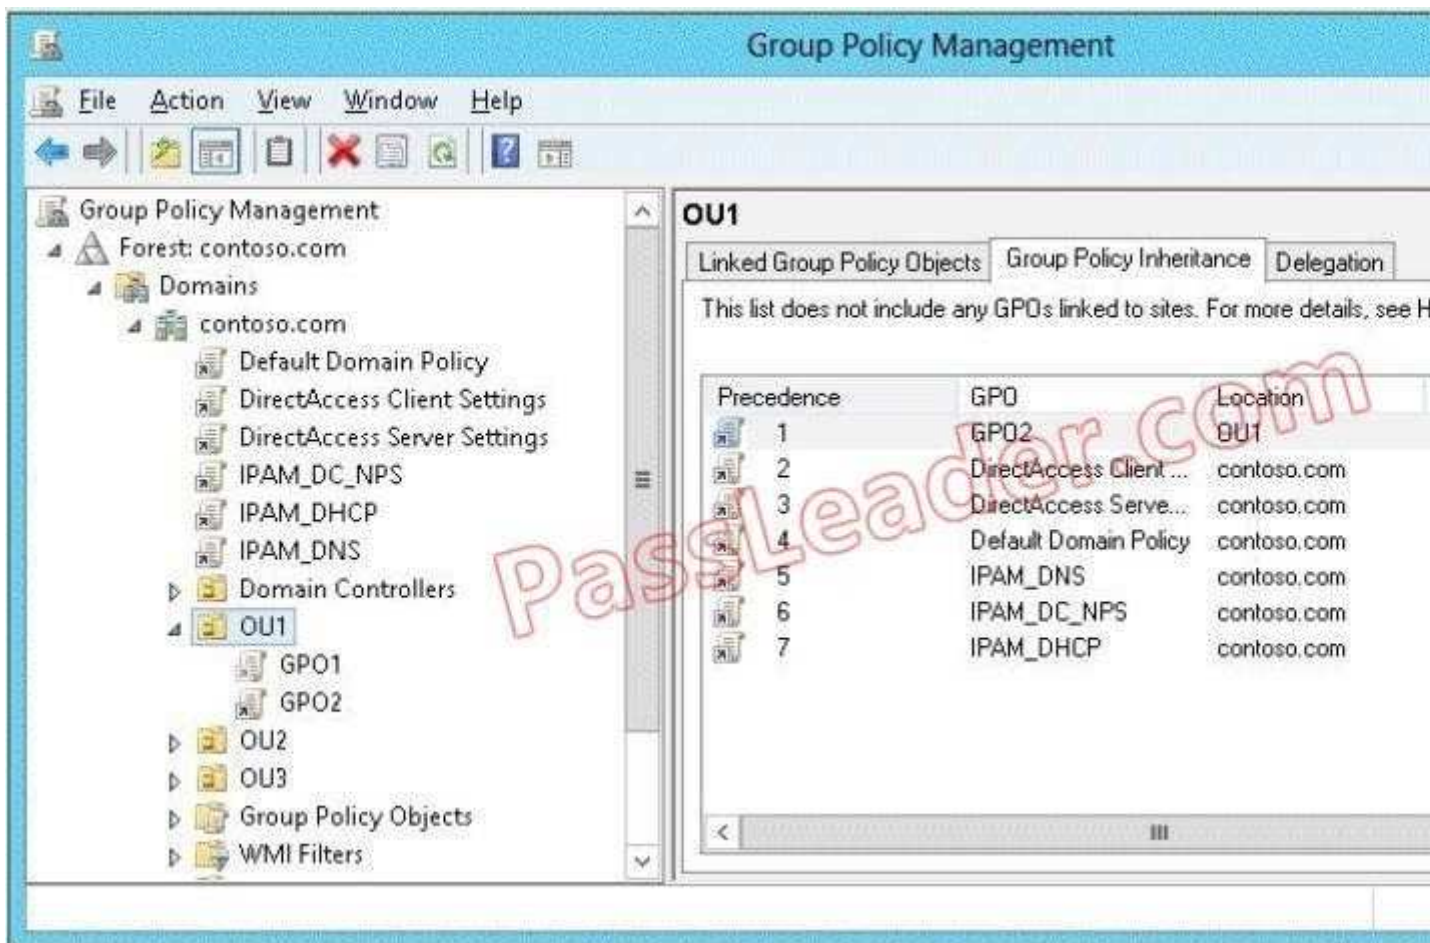 Group Policy Management
File Action View Window Help
Group Policy Management
Forest: contoso.com
Domains
contoso.com
Default Domain Policy
DirectAccess Client Settings
DirectAccess Server Settings
IPAM_DC_NPS
IPAM_DHCP
IPAM_DNS
Domain Controllers
OU1
GPO1
GPO2
OU2
OU3
Group Policy Objects
WMI Filters
OU1
Linked Group Policy Objects Group Policy Inheritance Delegation
This list does not include any GPOs linked to sites. For more details, see H
Precedence GPO Location
1 GPO2 OU1
2 DirectAccess Client ... contoso.com
3 DirectAccess Serve... contoso.com
4 Default Domain Policy contoso.com
5 IPAM_DNS contoso.com
6 IPAM_DC_NPS contoso.com
7 IPAM_DHCP contoso.com
PassLeader.com